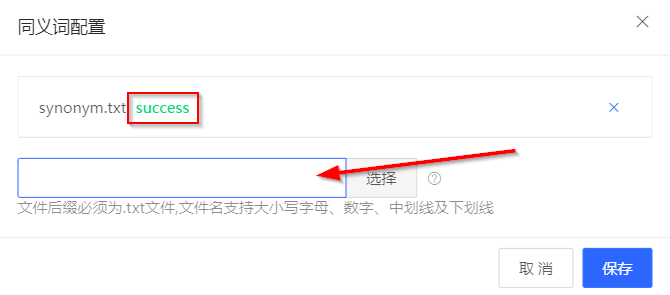 同义词配置
synonym.txt success
选择
文件后缀必须为.txt文件,文件名支持大小写字母、数字、中划线及下划线
取 消 保存